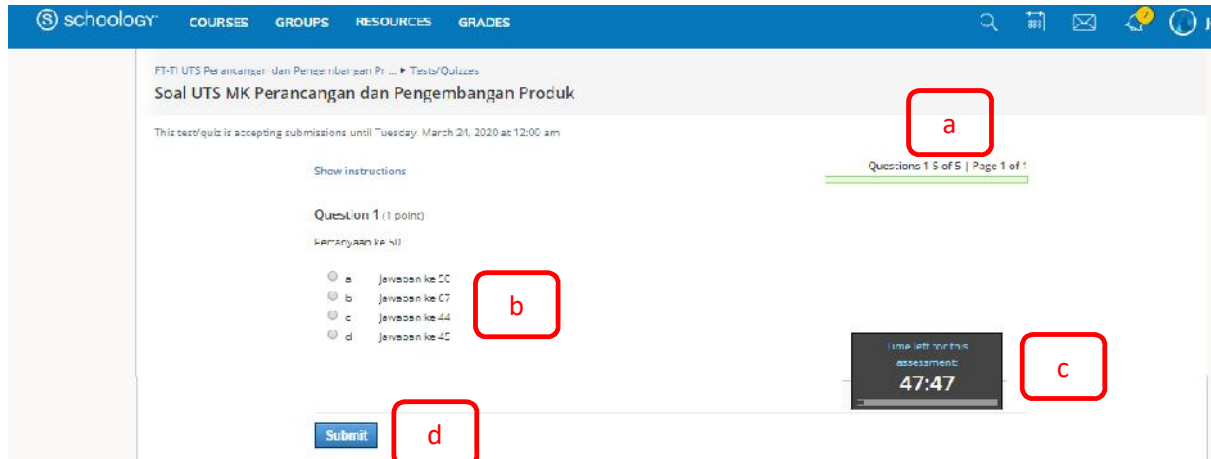 schoology COURSES GROUPS RESOURCES GRADES
FT-TI UTS Perancangan dan Pengembangan Pr ... Tests/Quizzes
Soal UTS MK Perancangan dan Pengembangan Produk
This test/quiz is accepting submissions until Tuesday, March 24, 2020 at 12:00 am
a
Show instructions
Questions 1-5 of 5 | Page 1 of 1
Question 1 (1 point)
Pertanyaan ke 50
a Jawaban ke
b Jawaban ke 67
c Jawaban ke 44
d Jawaban ke 45
b
Time left for this
assessment:
47:47
c
Submit
d